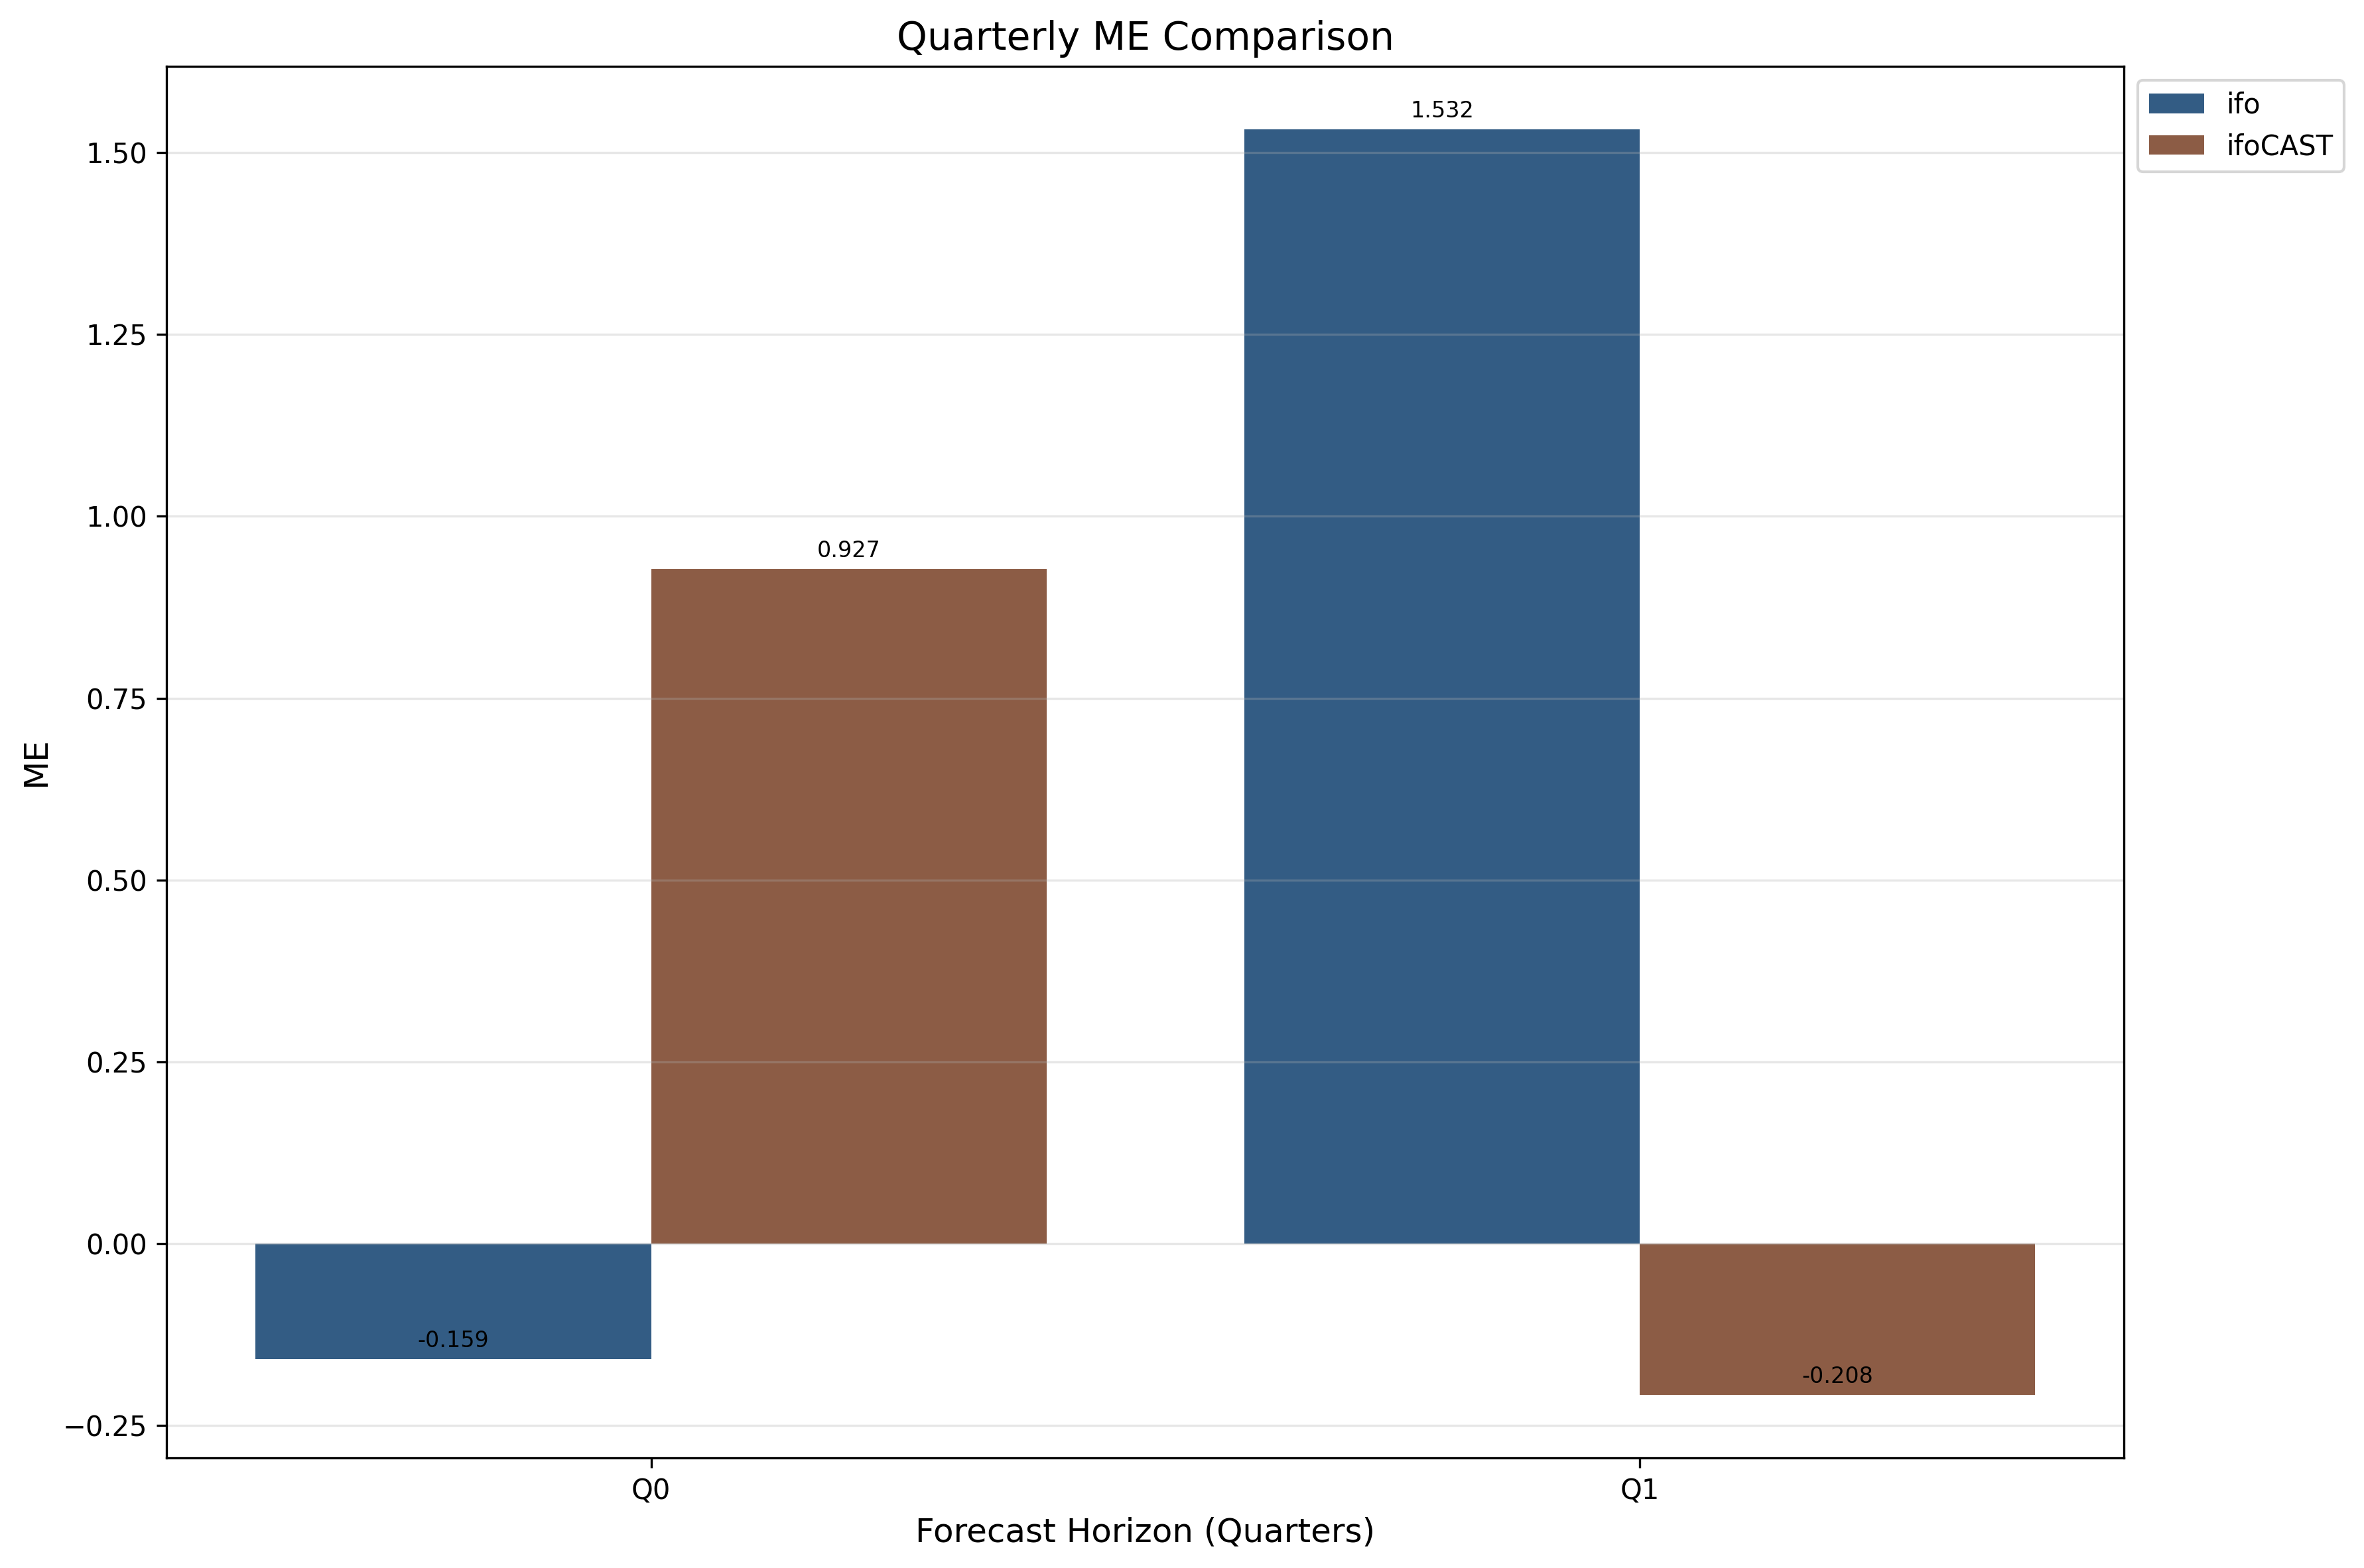 Quarterly ME Comparison
ifo
ifoCAST
1.532
0.927
-0.159
-0.208
1.50
1.25
1.00
0.75
0.50
0.25
0.00
−0.25
ME
Q0
Q1
Forecast Horizon (Quarters)